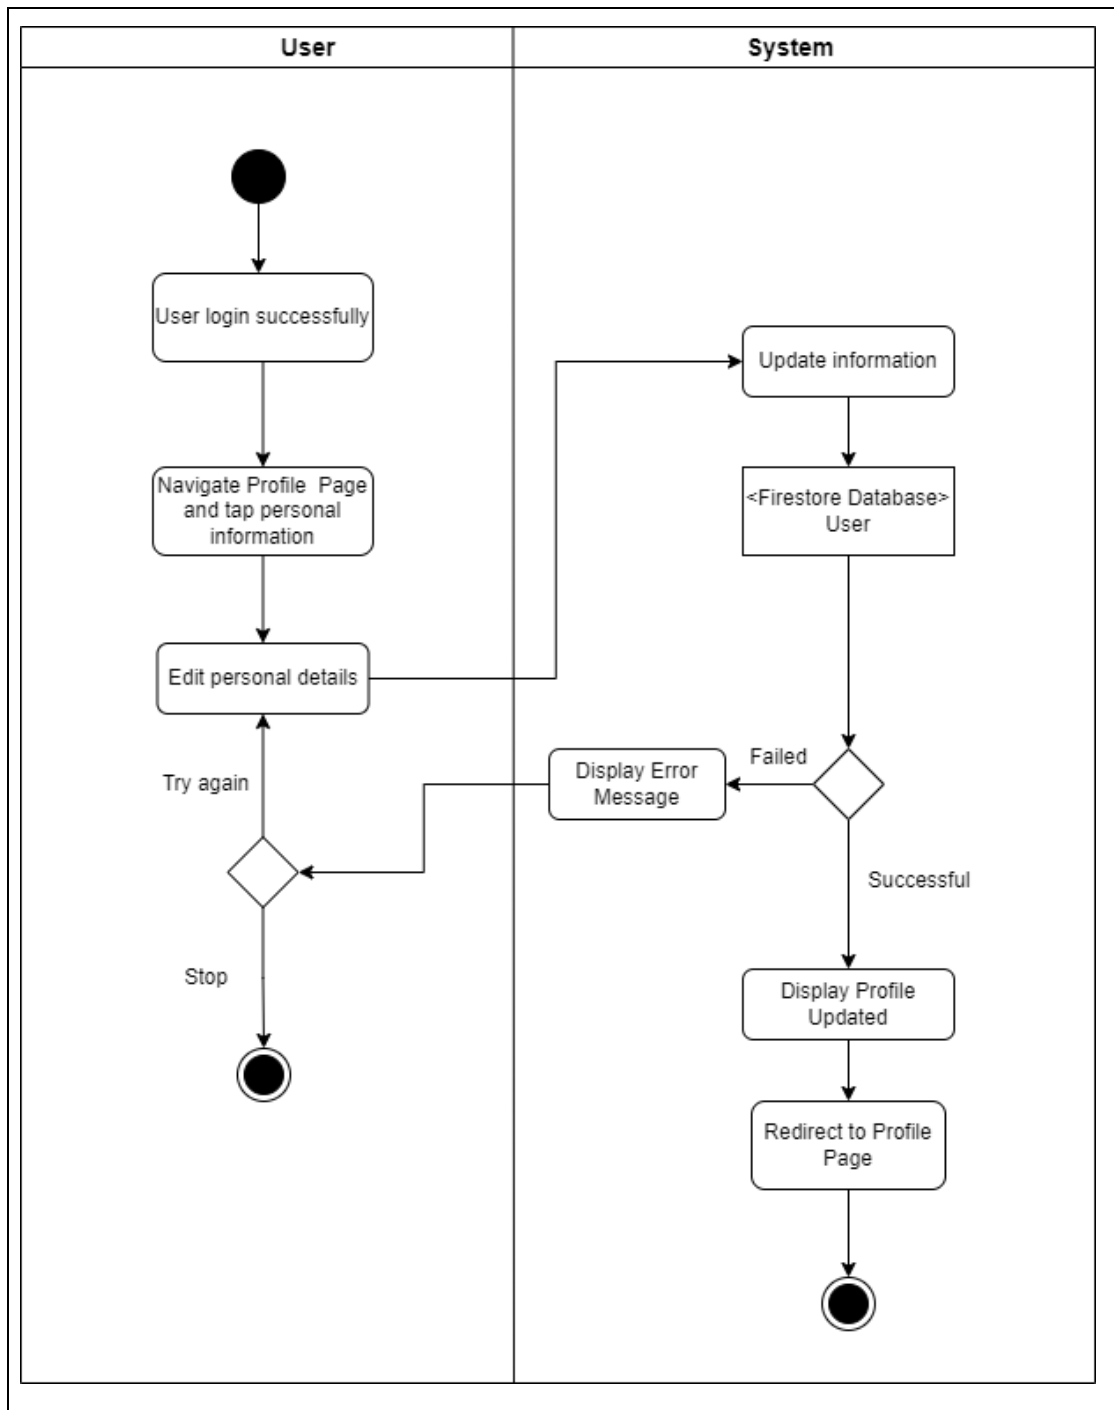 User
System
User login successfully
Navigate Profile Page
and tap personal
information
Edit personal details
Update information
<Firestore Database>
User
Failed
Display Error
Message
Try again
Successful
Stop
Display Profile
Updated
Redirect to Profile
Page